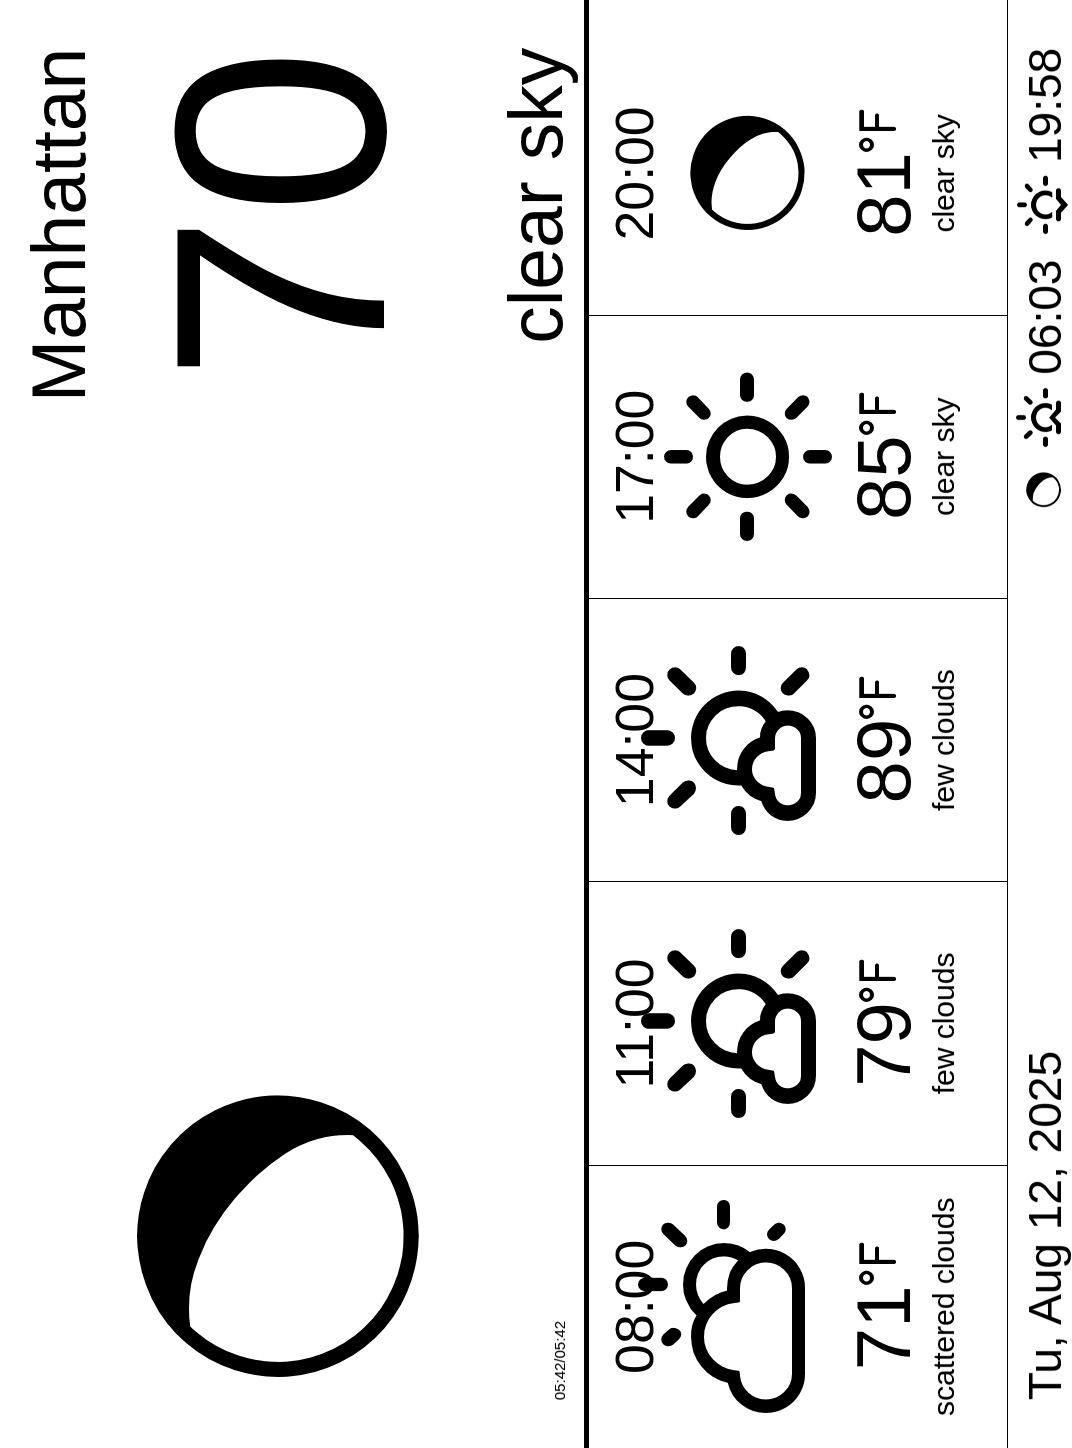 Manhattan
70
clear sky
05:42/05:42
08:00
71°F
scattered clouds
11:00
79°F
few clouds
14:00
89°F
few clouds
17:00
85°F
clear sky
20:00
81°F
clear sky
Tu, Aug 12, 2025
06:03
19:58